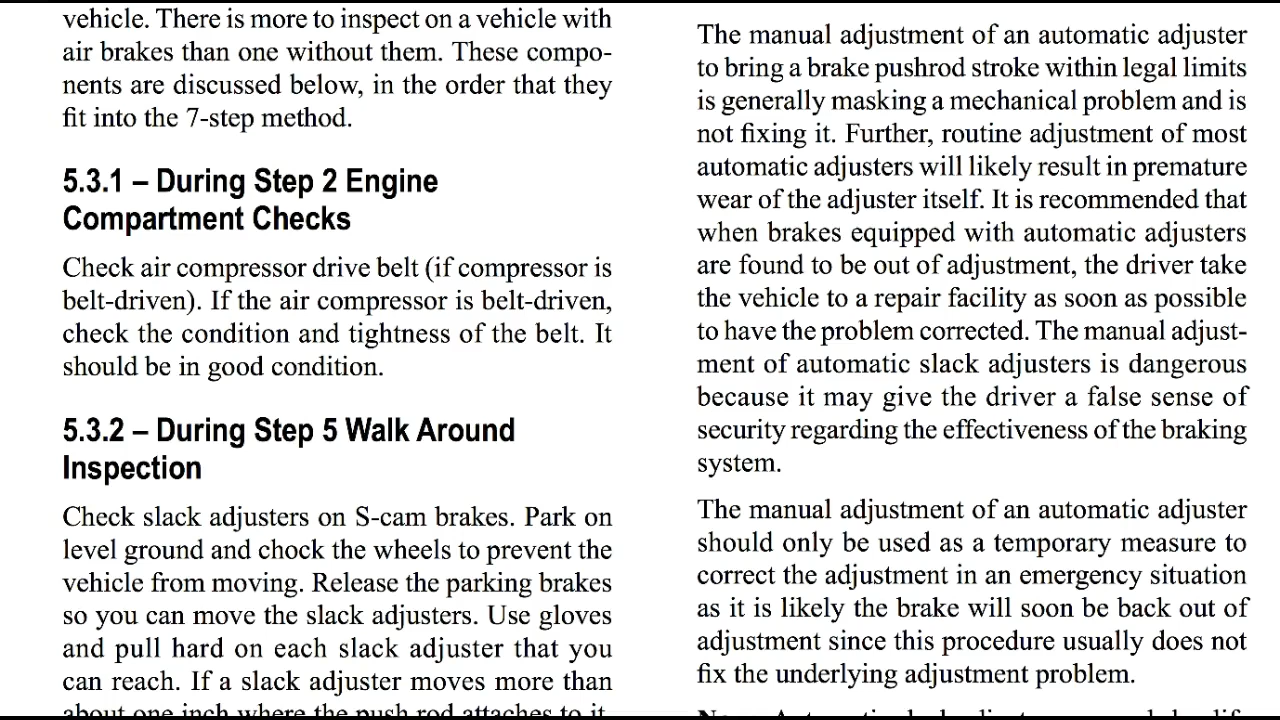 vehicle. There is more to inspect on a vehicle with
air brakes than one without them. These compo-
nents are discussed below, in the order that they
fit into the 7-step method.
5.3.1 – During Step 2 Engine
Compartment Checks
Check air compressor drive belt (if compressor is
belt-driven). If the air compressor is belt-driven,
check the condition and tightness of the belt. It
should be in good condition.
5.3.2 – During Step 5 Walk Around
Inspection
Check slack adjusters on S-cam brakes. Park on
level ground and chock the wheels to prevent the
vehicle from moving. Release the parking brakes
so you can move the slack adjusters. Use gloves
and pull hard on each slack adjuster that you
can reach. If a slack adjuster moves more than
about one inch where the push rod attaches to it,
The manual adjustment of an automatic adjuster
to bring a brake pushrod stroke within legal limits
is generally masking a mechanical problem and is
not fixing it. Further, routine adjustment of most
automatic adjusters will likely result in premature
wear of the adjuster itself. It is recommended that
when brakes equipped with automatic adjusters
are found to be out of adjustment, the driver take
the vehicle to a repair facility as soon as possible
to have the problem corrected. The manual adjust-
ment of automatic slack adjusters is dangerous
because it may give the driver a false sense of
security regarding the effectiveness of the braking
system.
The manual adjustment of an automatic adjuster
should only be used as a temporary measure to
correct the adjustment in an emergency situation
as it is likely the brake will soon be back out of
adjustment since this procedure usually does not
fix the underlying adjustment problem.